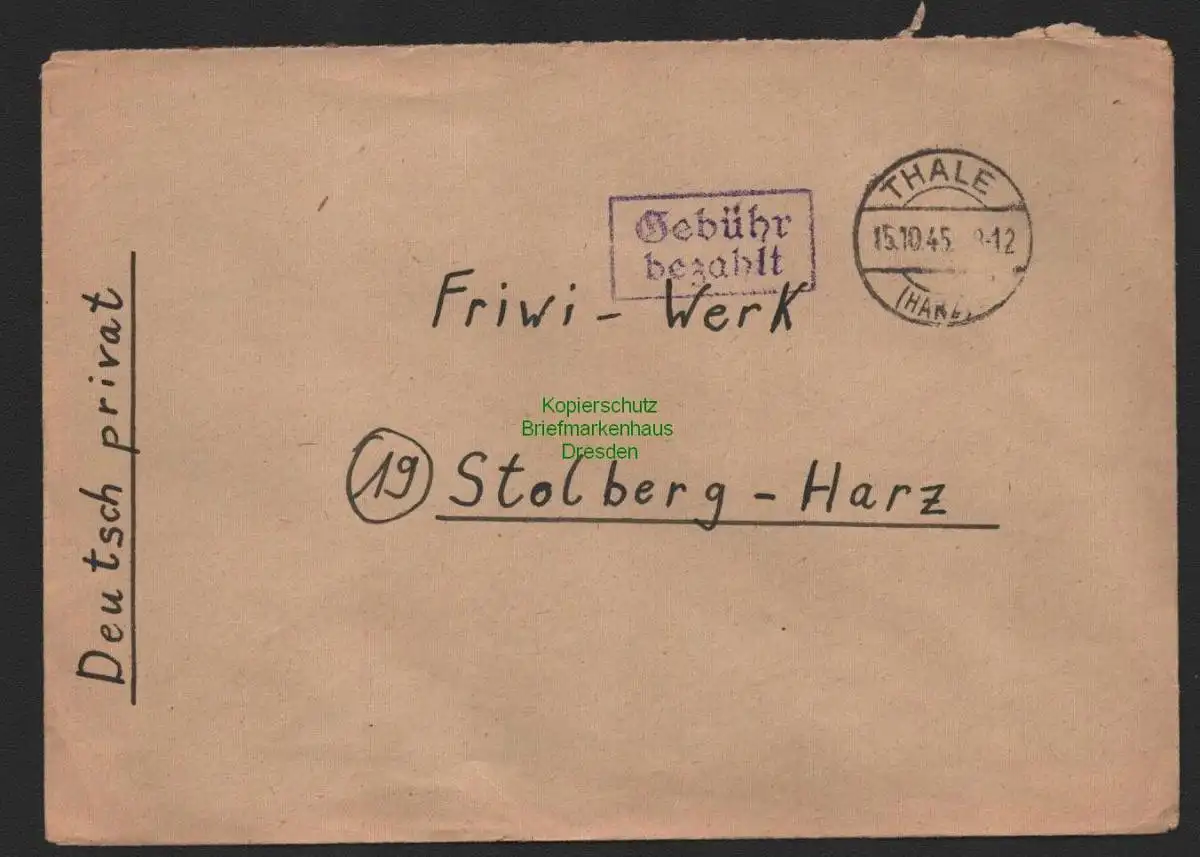 THALE
15.10.45
(HARZ)
Gebühr
bezahlt
Friwi - Werk
Kopierschutz
Briefmarkenhaus
Dresden
19 Stolberg - Harz
Deutsch privat